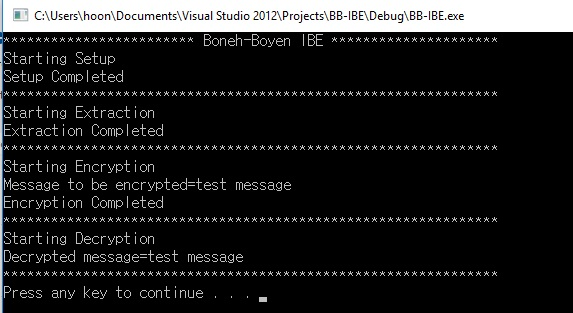 C:\Users\hoon\Documents\Visual Studio 2012\Projects\BB-IBE\Debug\BB-IBE.exe
*********************** Boneh-Boyen IBE ********************
Starting Setup
Setup Completed
***********************************************************
Starting Extraction
Extraction Completed
***********************************************************
Starting Encryption
Message to be encrypted=test message
Encryption Completed
***********************************************************
Starting Decryption
Decrypted message=test message
***********************************************************
Press any key to continue . . .